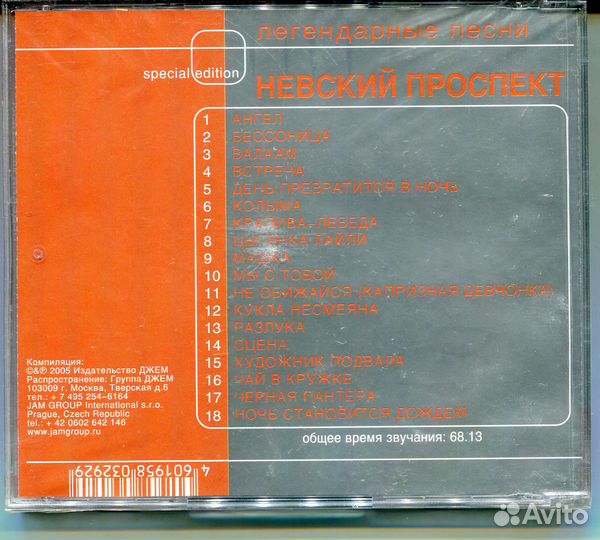 легендарные песни
special edition
НЕВСКИЙ ПРОСПЕКТ
1 АНГЕЛ
2 БЕССОНИЦА
3 ВАЛААМ
4 ВСТРЕЧА
5 ДЕНЬ ПРЕВРАТИТСЯ В НОЧЬ
6 КОЛЫМА
7 КРАПИВА-ЛЕБЕДА
8 ЦЫГАНКА ЛЯЙЛИ
9 МАДЖА
10 МЫ С ТОБОЙ
11 НЕ ОБИЖАЙСЯ (КАПРИЗНАЯ ДЕВЧОНКА)
12 КУКЛА НЕСМЕЯНА
13 РАЗЛУКА
14 СЦЕНА
15 ХУДОЖНИК ПОДВАЛА
16 ЧАЙ В КРУЖКЕ
17 ЧЕРНАЯ ПАНТЕРА
18 НОЧЬ СТАНОВИТСЯ ДОЖДЕМ
общее время звучания: 68.13
Компиляция:
©&℗ 2005 Издательство ДЖЕМ
Распространение: Группа ДЖЕМ
103009 г. Москва, Тверская д.6
тел.: + 7 495 254-6164
JAM GROUP International s.r.o.
Prague, Czech Republic
tel.: + 42 0602 642 146
www.jamgroup.ru
4 601958 032929
Avito